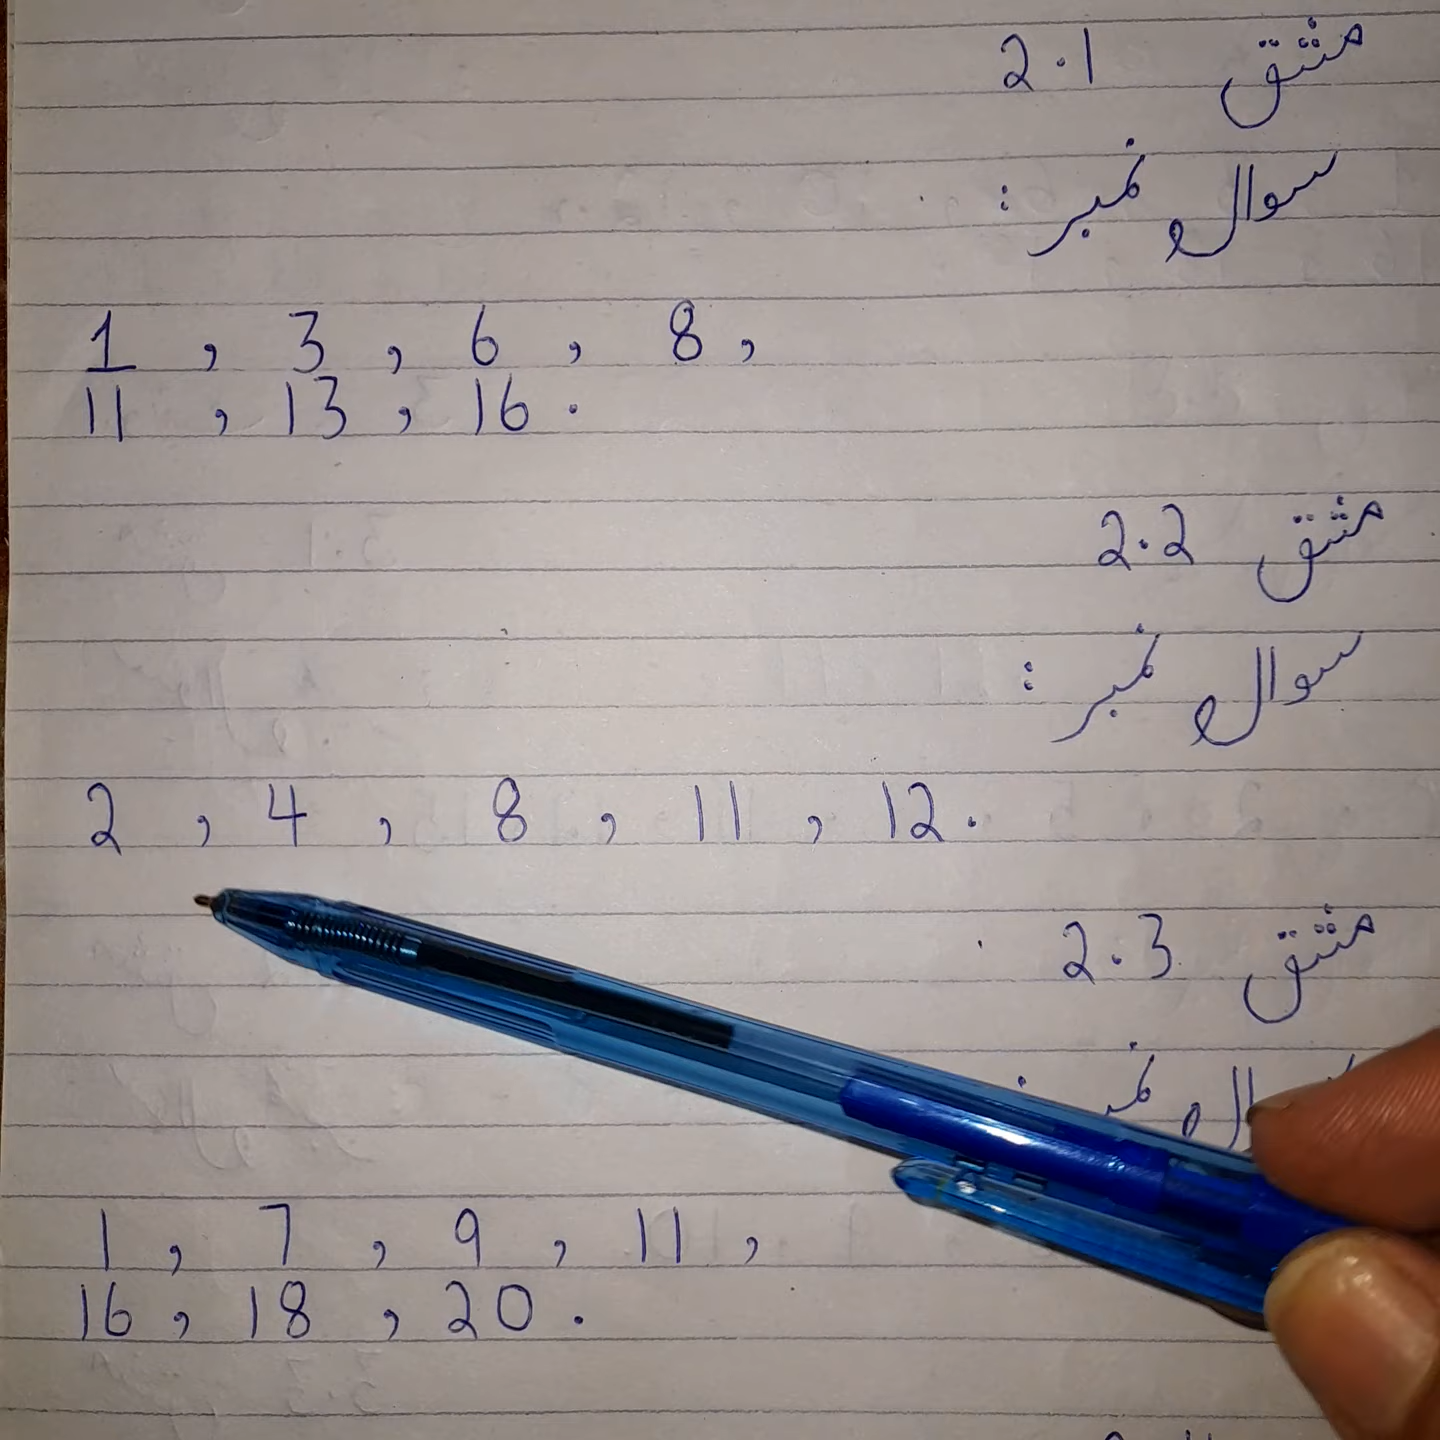 مشق 2.1
سوال نمبر :
1 , 3 , 6 , 8 ,
11 , 13 , 16 .
مشق 2.2
سوال نمبر :
2 , 4 , 8 , 11 , 12 .
مشق 2.3
نمبر
1 , 7 , 9 , 11 ,
16 , 18 , 20 .